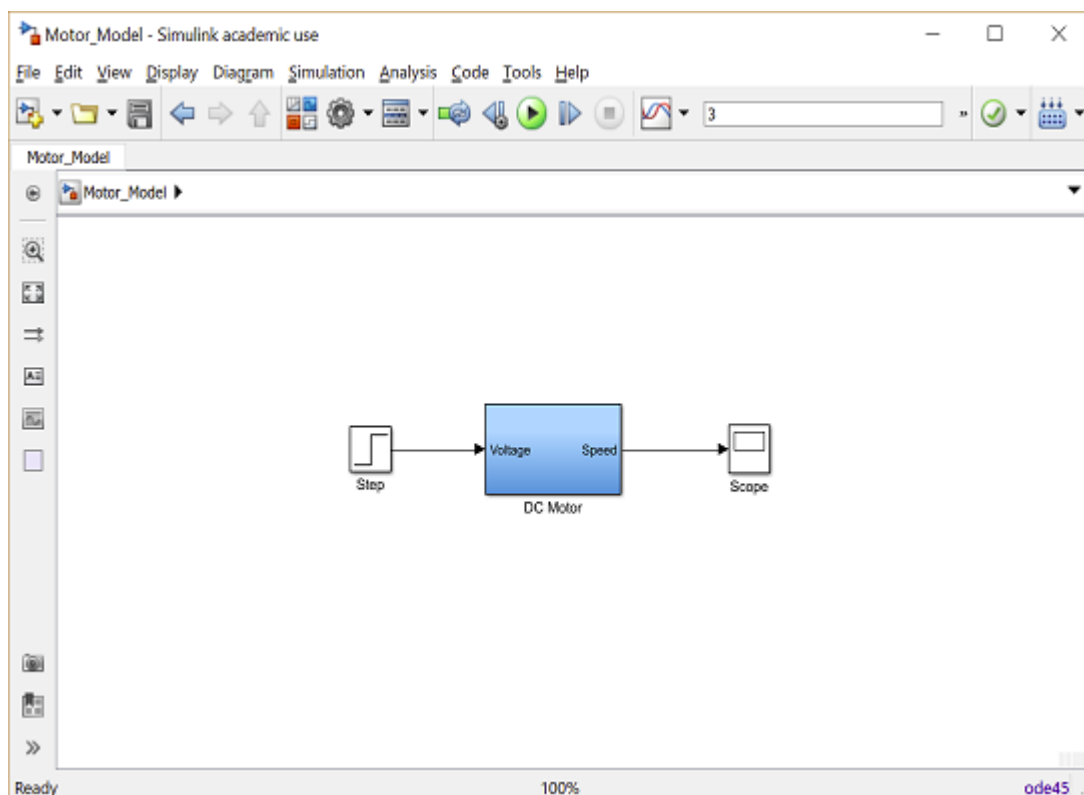 Motor_Model - Simulink academic use
File Edit View Display Diagram Simulation Analysis Code Tools Help
3 »
Motor_Model
Motor_Model
Voltage Speed
Step
Scope
DC Motor
Ready 100% ode45